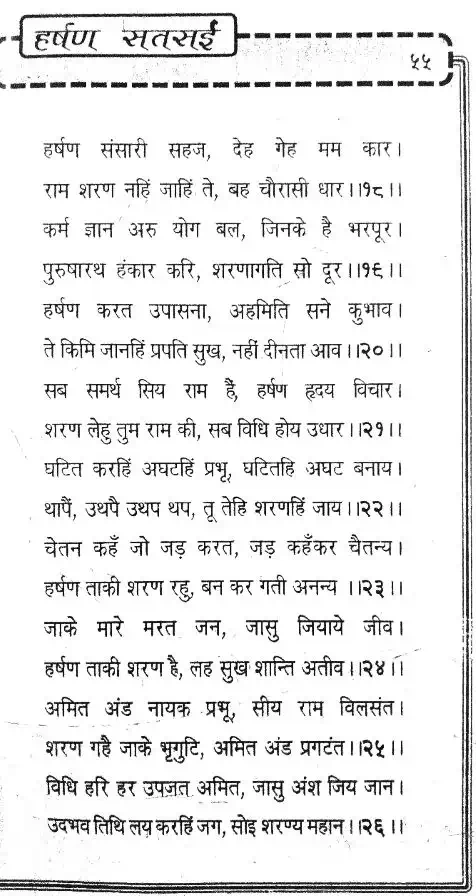 हर्षण सतसई
५५
हर्षण संसारी सहज, देह गेह मम कार।
राम शरण नहिं जाहिं ते, बह चौरासी धार।।१८।।
कर्म ज्ञान अरु योग बल, जिनके है भरपूर।
पुरुषारथ हंकार करि, शरणागति सो दूर।।१९।।
हर्षण करत उपासना, अहमिति सने कुभाव।
ते किमि जानहिं प्रपति सुख, नहीं दीनता आव।।२०।।
सब समर्थ सिय राम हैं, हर्षण हृदय विचार।
शरण लेहु तुम राम की, सब विधि होय उधार।।२१।।
घटित करहिं अघटहिं प्रभू, घटितहि अघट बनाय।
थापैं, उथपै उथप थप, तू तेहि शरणहिं जाय।।२२।।
चेतन कहँ जो जड़ करत, जड़ कहँकर चैतन्य।
हर्षण ताकी शरण रहु, बन कर गती अनन्य ।।२३।।
जाके मारे मरत जन, जासु जियाये जीव।
हर्षण ताकी शरण है, लह सुख शान्ति अतीव।।२४।।
अमित अंड नायक प्रभू, सीय राम विलसंत।
शरण गहै जाके भृगुटि, अमित अंड प्रगटंत।।२५।।
विधि हरि हर उपजत अमित, जासु अंश जिय जान।
उदभव तिथि लय करहिं जग, सोइ शरण्य महान।।२६।।